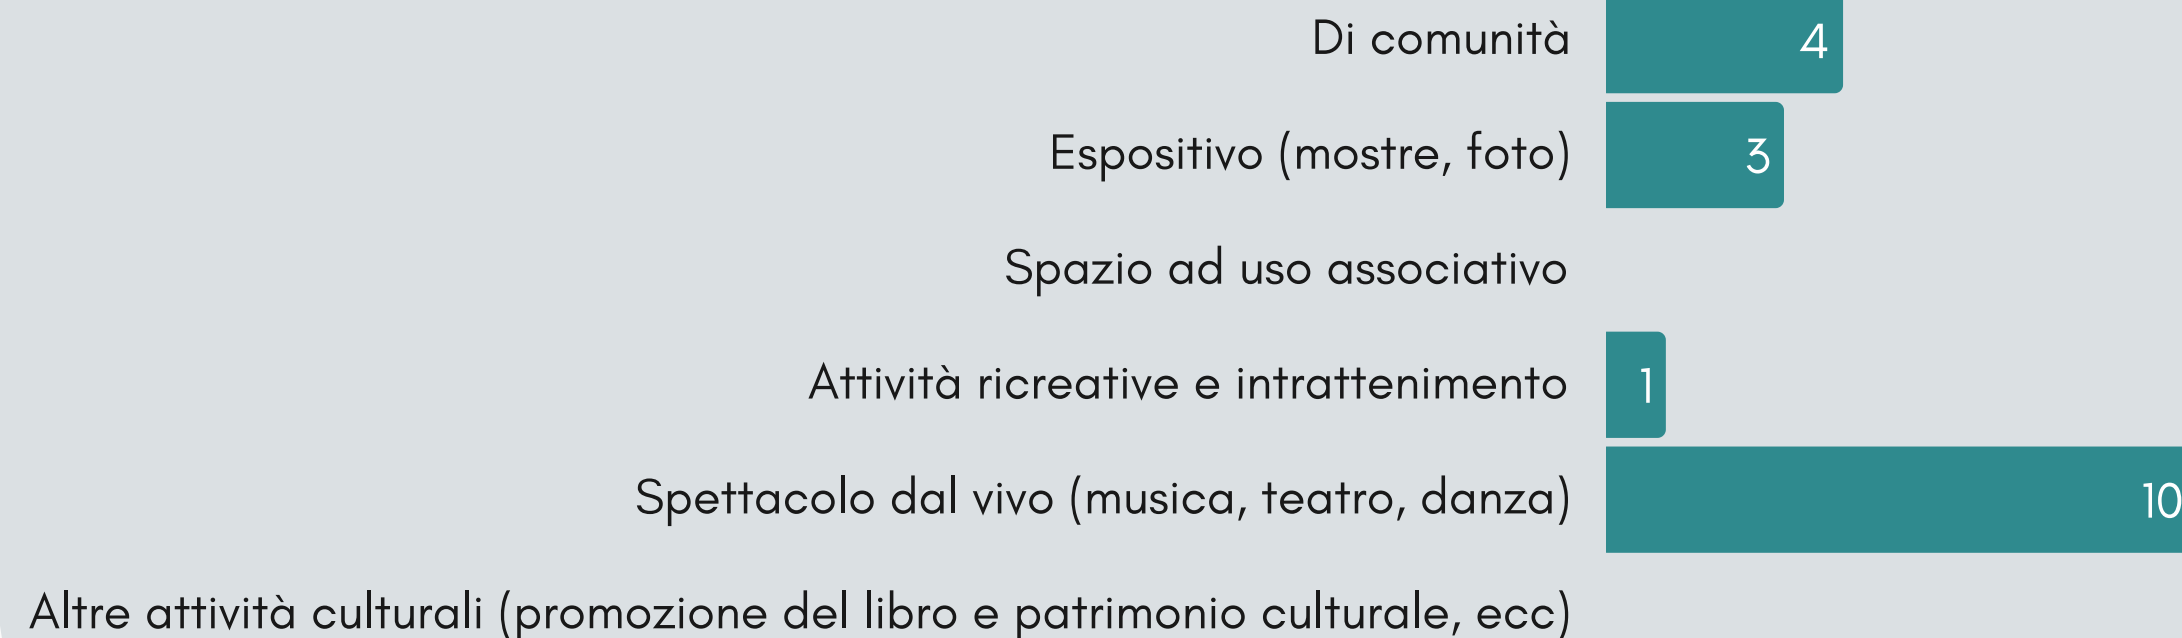 Di comunità 4
Espositivo (mostre, foto) 3
Spazio ad uso associativo
Attività ricreative e intrattenimento 1
Spettacolo dal vivo (musica, teatro, danza) 10
Altre attività culturali (promozione del libro e patrimonio culturale, ecc)